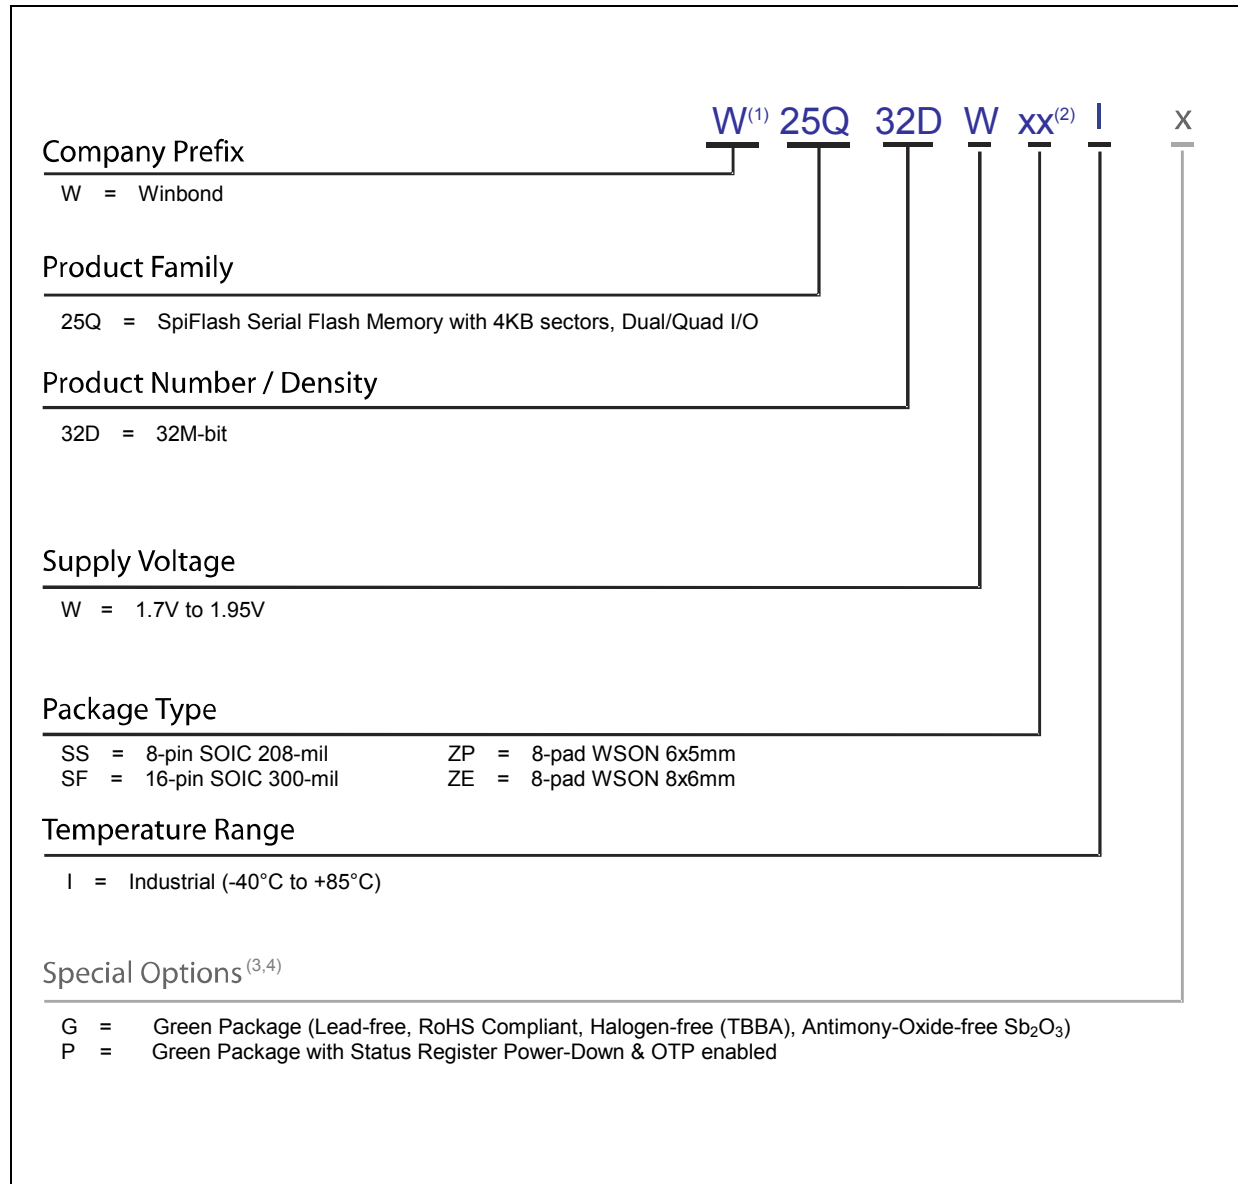 W(1) 25Q 32D W xx(2) I x
Company Prefix
W = Winbond
Product Family
25Q = SpiFlash Serial Flash Memory with 4KB sectors, Dual/Quad I/O
Product Number / Density
32D = 32M-bit
Supply Voltage
W = 1.7V to 1.95V
Package Type
SS = 8-pin SOIC 208-mil ZP = 8-pad WSON 6x5mm
SF = 16-pin SOIC 300-mil ZE = 8-pad WSON 8x6mm
Temperature Range
I = Industrial (-40°C to +85°C)
Special Options (3,4)
G = Green Package (Lead-free, RoHS Compliant, Halogen-free (TBBA), Antimony-Oxide-free Sb2O3)
P = Green Package with Status Register Power-Down & OTP enabled